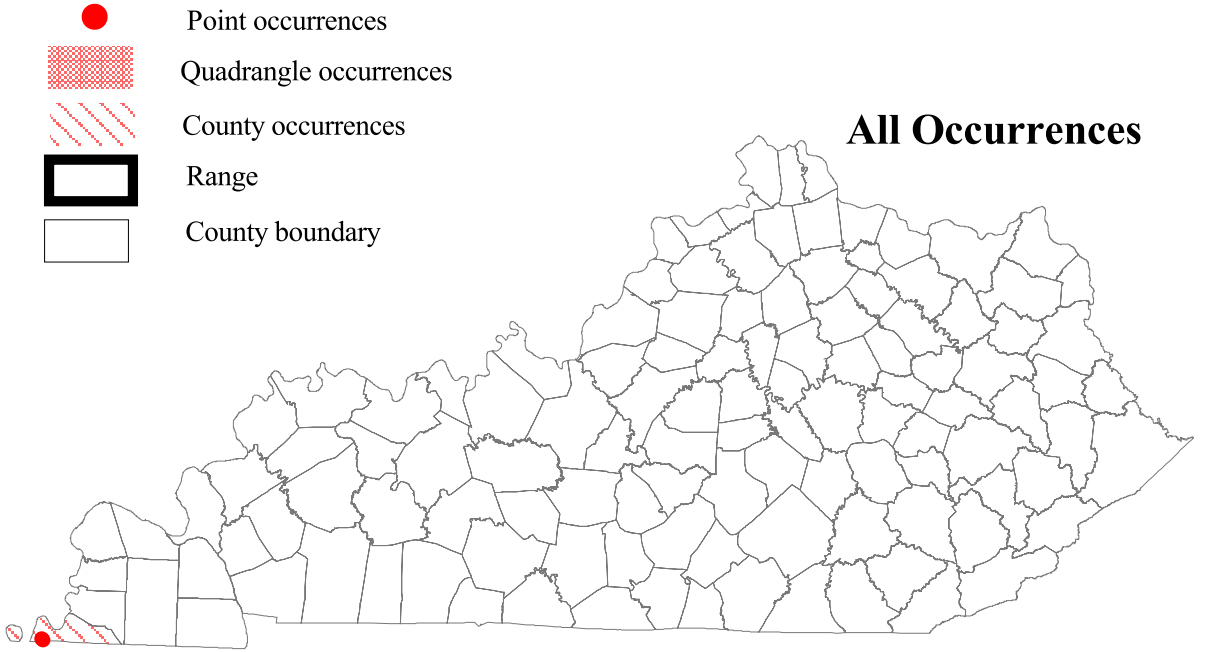 Point occurrences
Quadrangle occurrences
County occurrences
All Occurrences
Range
County boundary